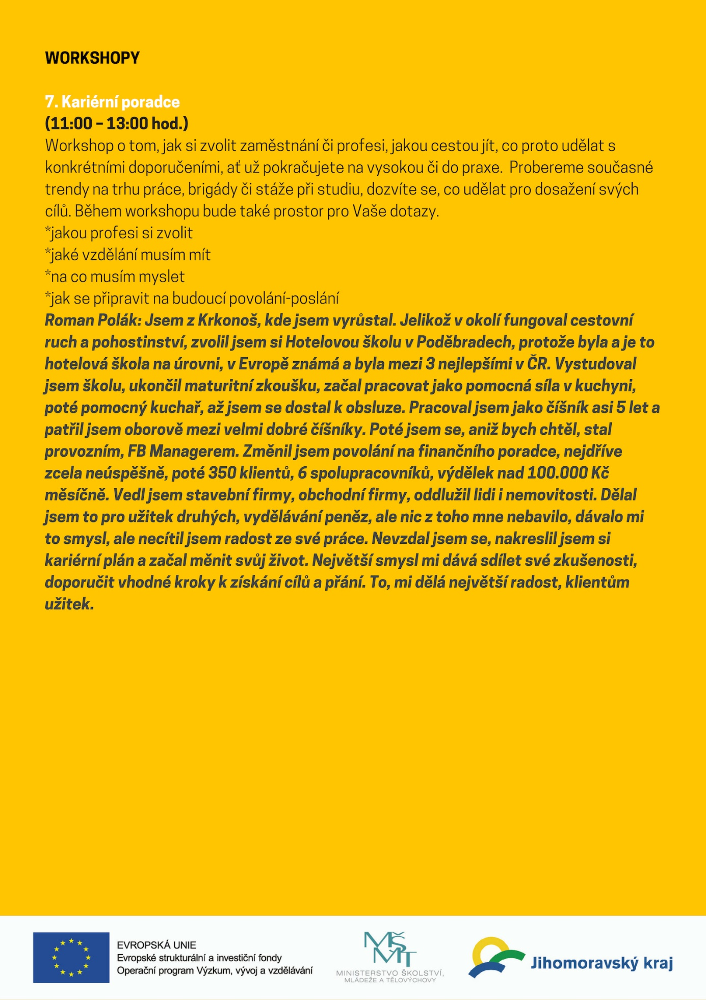 WORKSHOPY
7. Kariérní poradce
(11:00 – 13:00 hod.)
Workshop o tom, jak si zvolit zaměstnání či profesi, jakou cestou jít, co proto udělat s
konkrétními doporučeními, ať už pokračujete na vysokou či do praxe.  Probereme současné
trendy na trhu práce, brigády či stáže při studiu, dozvíte se, co udělat pro dosažení svých
cílů. Během workshopu bude také prostor pro Vaše dotazy.
*jakou profesi si zvolit
*jaké vzdělání musím mít
*na co musím myslet
*jak se připravit na budoucí povolání-poslání
Roman Polák: Jsem z Krkonoš, kde jsem vyrůstal. Jelikož v okolí fungoval cestovní
ruch a pohostinství, zvolil jsem si Hotelovou školu v Poděbradech, protože byla a je to
hotelová škola na úrovni, v Evropě známá a byla mezi 3 nejlepšími v ČR. Vystudoval
jsem školu, ukončil maturitní zkoušku, začal pracovat jako pomocná síla v kuchyni,
poté pomocný kuchař, až jsem se dostal k obsluze. Pracoval jsem jako číšník asi 5 let a
patřil jsem oborově mezi velmi dobré číšníky. Poté jsem se, aniž bych chtěl, stal
provozním, FB Managerem. Změnil jsem povolání na finančního poradce, nejdříve
zcela neúspěšně, poté 350 klientů, 6 spolupracovníků, výdělek nad 100.000 Kč
měsíčně. Vedl jsem stavební firmy, obchodní firmy, oddlužil lidi i nemovitosti. Dělal
jsem to pro užitek druhých, vydělávání peněz, ale nic z toho mne nebavilo, dávalo mi
to smysl, ale necítil jsem radost ze své práce. Nevzdal jsem se, nakreslil jsem si
kariérní plán a začal měnit svůj život. Největší smysl mi dává sdílet své zkušenosti,
doporučit vhodné kroky k získání cílů a přání. To, mi dělá největší radost, klientům
užitek.
EVROPSKÁ UNIE
Evropské strukturální a investiční fondy
Operační program Výzkum, vývoj a vzdělávání
MŠMT
MINISTERSTVO ŠKOLSTVÍ,
MLÁDEŽE A TĚLOVÝCHOVY
Jihomoravský kraj